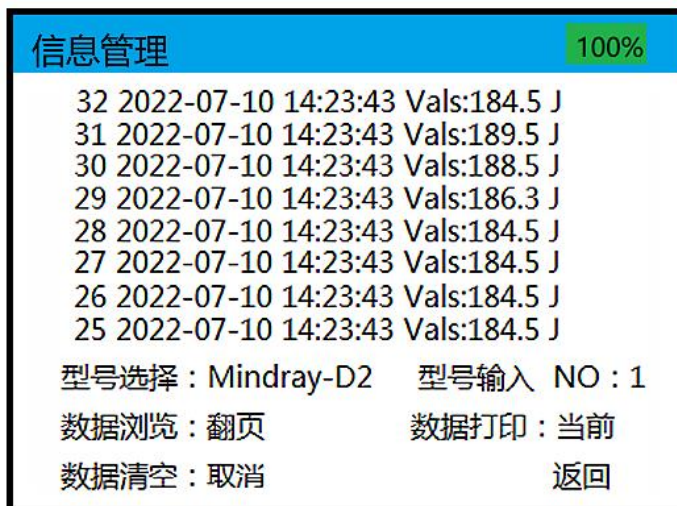 信息管理 100%
32 2022-07-10 14:23:43 Vals:184.5 J
31 2022-07-10 14:23:43 Vals:189.5 J
30 2022-07-10 14:23:43 Vals:188.5 J
29 2022-07-10 14:23:43 Vals:186.3 J
28 2022-07-10 14:23:43 Vals:184.5 J
27 2022-07-10 14:23:43 Vals:184.5 J
26 2022-07-10 14:23:43 Vals:184.5 J
25 2022-07-10 14:23:43 Vals:184.5 J
型号选择：Mindray-D2 型号输入 NO：1
数据浏览：翻页 数据打印：当前
数据清空：取消 返回